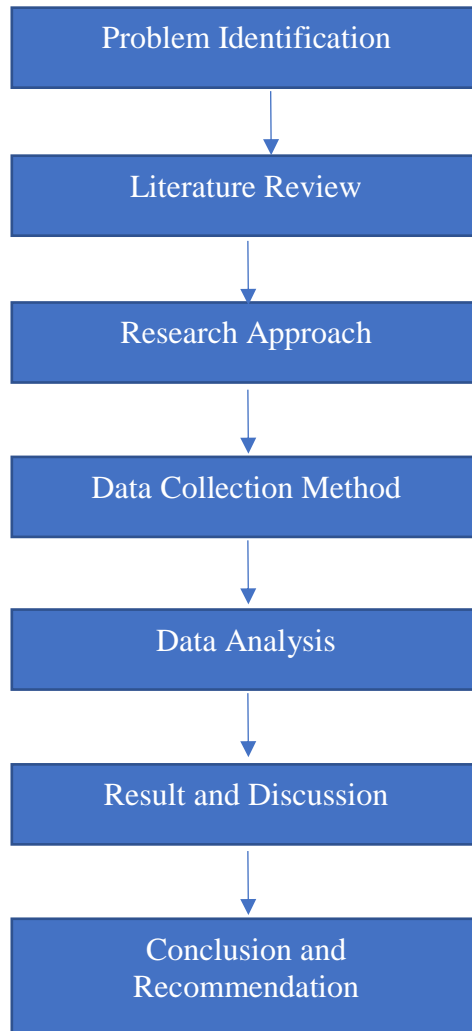 Problem Identification
Literature Review
Research Approach
Data Collection Method
Data Analysis
Result and Discussion
Conclusion and
Recommendation